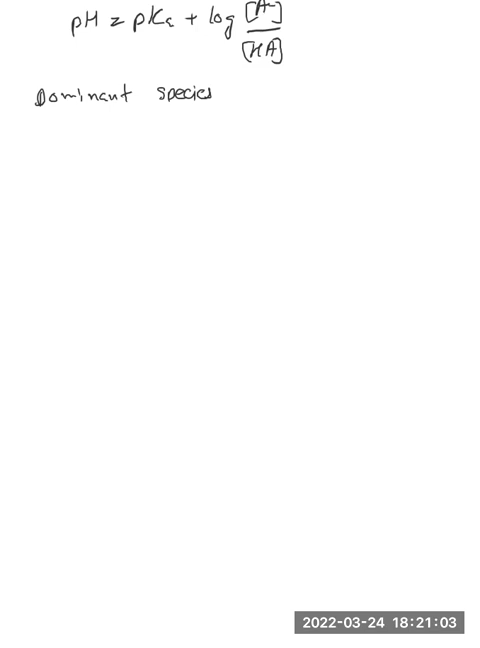 pH = pKa + log [A-]/[HA]
Dominant species
2022-03-24 18:21:03